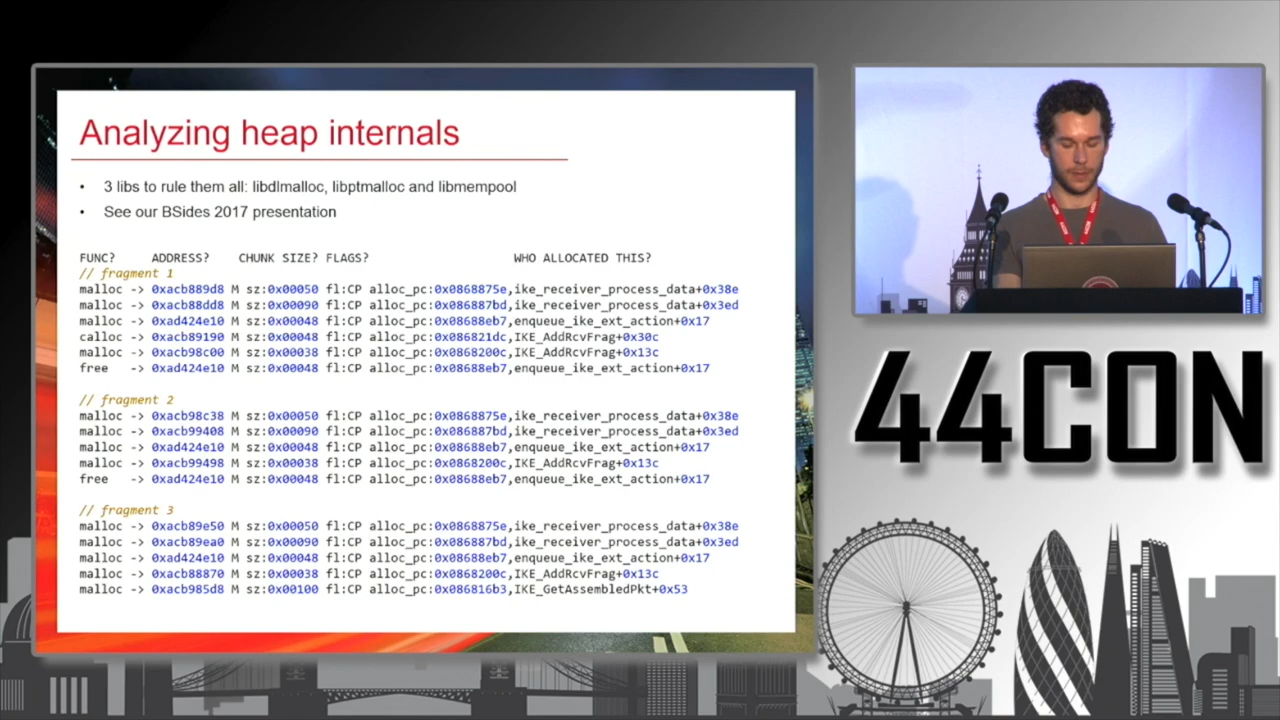 Analyzing heap internals
• 3 libs to rule them all: libdlmalloc, libptmalloc and libmempool
• See our BSides 2017 presentation
FUNC? ADDRESS? CHUNK SIZE? FLAGS? WHO ALLOCATED THIS?
// fragment 1
malloc -> 0xacb889d8 M sz:0x00050 fl:CP alloc_pc:0x0868875e,ike_receiver_process_data+0x38e
malloc -> 0xacb88dd8 M sz:0x00090 fl:CP alloc_pc:0x086887bd,ike_receiver_process_data+0x3ed
malloc -> 0xad424e10 M sz:0x00048 fl:CP alloc_pc:0x08688eb7,enqueue_ike_ext_action+0x17
calloc -> 0xacb89190 M sz:0x00048 fl:CP alloc_pc:0x086821dc,IKE_AddRcvFrag+0x30c
malloc -> 0xacb98c00 M sz:0x00038 fl:CP alloc_pc:0x0868200c,IKE_AddRcvFrag+0x13c
free -> 0xad424e10 M sz:0x00048 fl:CP alloc_pc:0x08688eb7,enqueue_ike_ext_action+0x17
// fragment 2
malloc -> 0xacb98c38 M sz:0x00050 fl:CP alloc_pc:0x0868875e,ike_receiver_process_data+0x38e
malloc -> 0xacb99408 M sz:0x00090 fl:CP alloc_pc:0x086887bd,ike_receiver_process_data+0x3ed
malloc -> 0xad424e10 M sz:0x00048 fl:CP alloc_pc:0x08688eb7,enqueue_ike_ext_action+0x17
malloc -> 0xacb99498 M sz:0x00038 fl:CP alloc_pc:0x0868200c,IKE_AddRcvFrag+0x13c
free -> 0xad424e10 M sz:0x00048 fl:CP alloc_pc:0x08688eb7,enqueue_ike_ext_action+0x17
// fragment 3
malloc -> 0xacb89e50 M sz:0x00050 fl:CP alloc_pc:0x0868875e,ike_receiver_process_data+0x38e
malloc -> 0xacb89ea0 M sz:0x00090 fl:CP alloc_pc:0x086887bd,ike_receiver_process_data+0x3ed
malloc -> 0xad424e10 M sz:0x00048 fl:CP alloc_pc:0x08688eb7,enqueue_ike_ext_action+0x17
malloc -> 0xacb88870 M sz:0x00038 fl:CP alloc_pc:0x0868200c,IKE_AddRcvFrag+0x13c
malloc -> 0xacb985d8 M sz:0x00100 fl:CP alloc_pc:0x086816b3,IKE_GetAssembledPkt+0x53
44CON